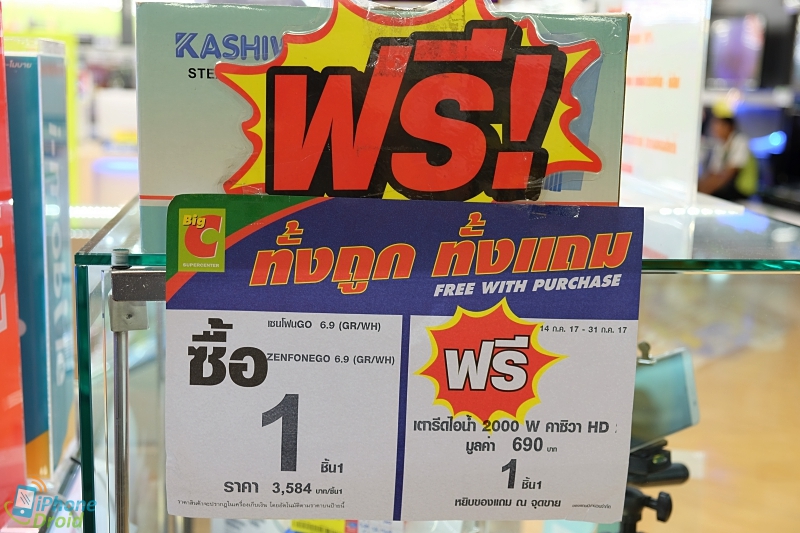 KASHIW
STE
ฟรี!
Big
C
SUPERCENTER
ทั้งถูก ทั้งแถม
FREE WITH PURCHASE
เซนโฟนGO 6.9 (GR/WH)
ซื้อ
ZENFONEGO 6.9 (GR/WH)
1
ชิ้น1
ราคา 3,584 บาท/ชิ้น1
14 ก.ค. 17 - 31 ก.ค. 17
ฟรี
เตารีดไอน้ำ 2000 W คาชิวา HD
มูลค่า 690 บาท
1 ชิ้น1
หยิบของแถม ณ จุดขาย
iPhone
Droid